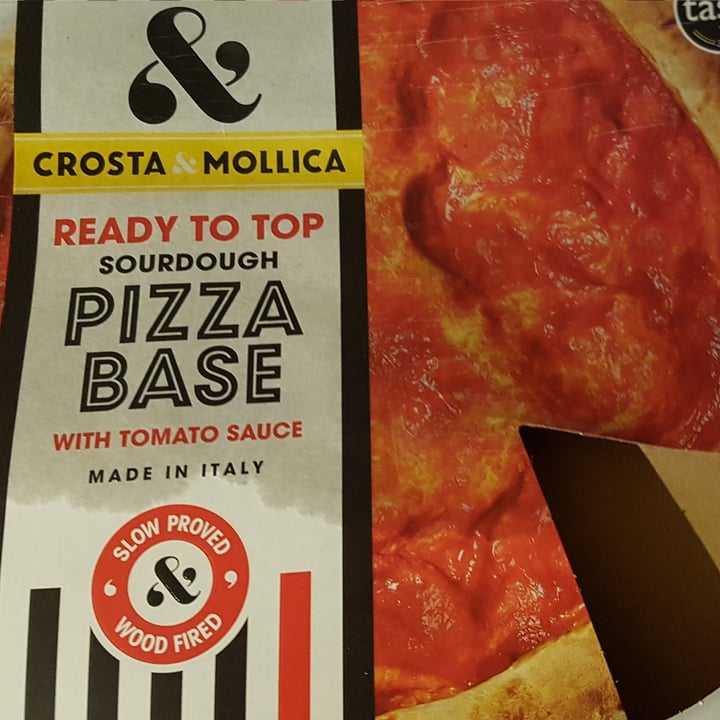 &
CROSTA & MOLLICA
READY TO TOP
SOURDOUGH
PIZZA
BASE
WITH TOMATO SAUCE
MADE IN ITALY
SLOW PROVED
&
WOOD FIRED